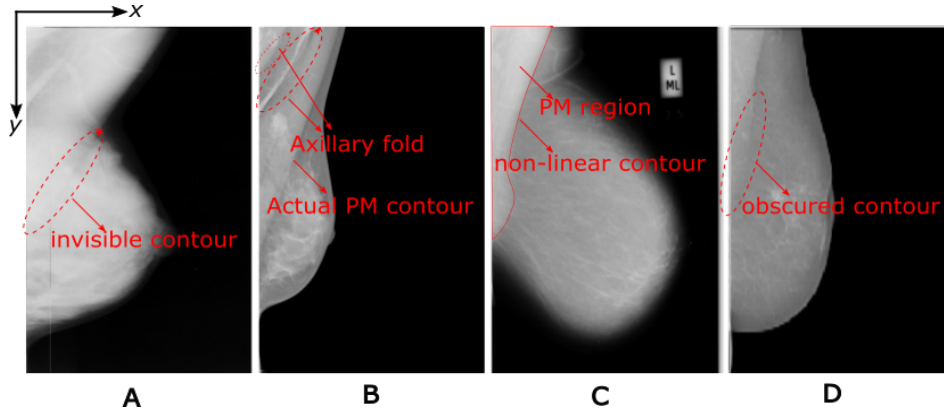 x
y
invisible contour
A
Axillary fold
Actual PM contour
B
L
ML
PM region
non-linear contour
C
obscured contour
D